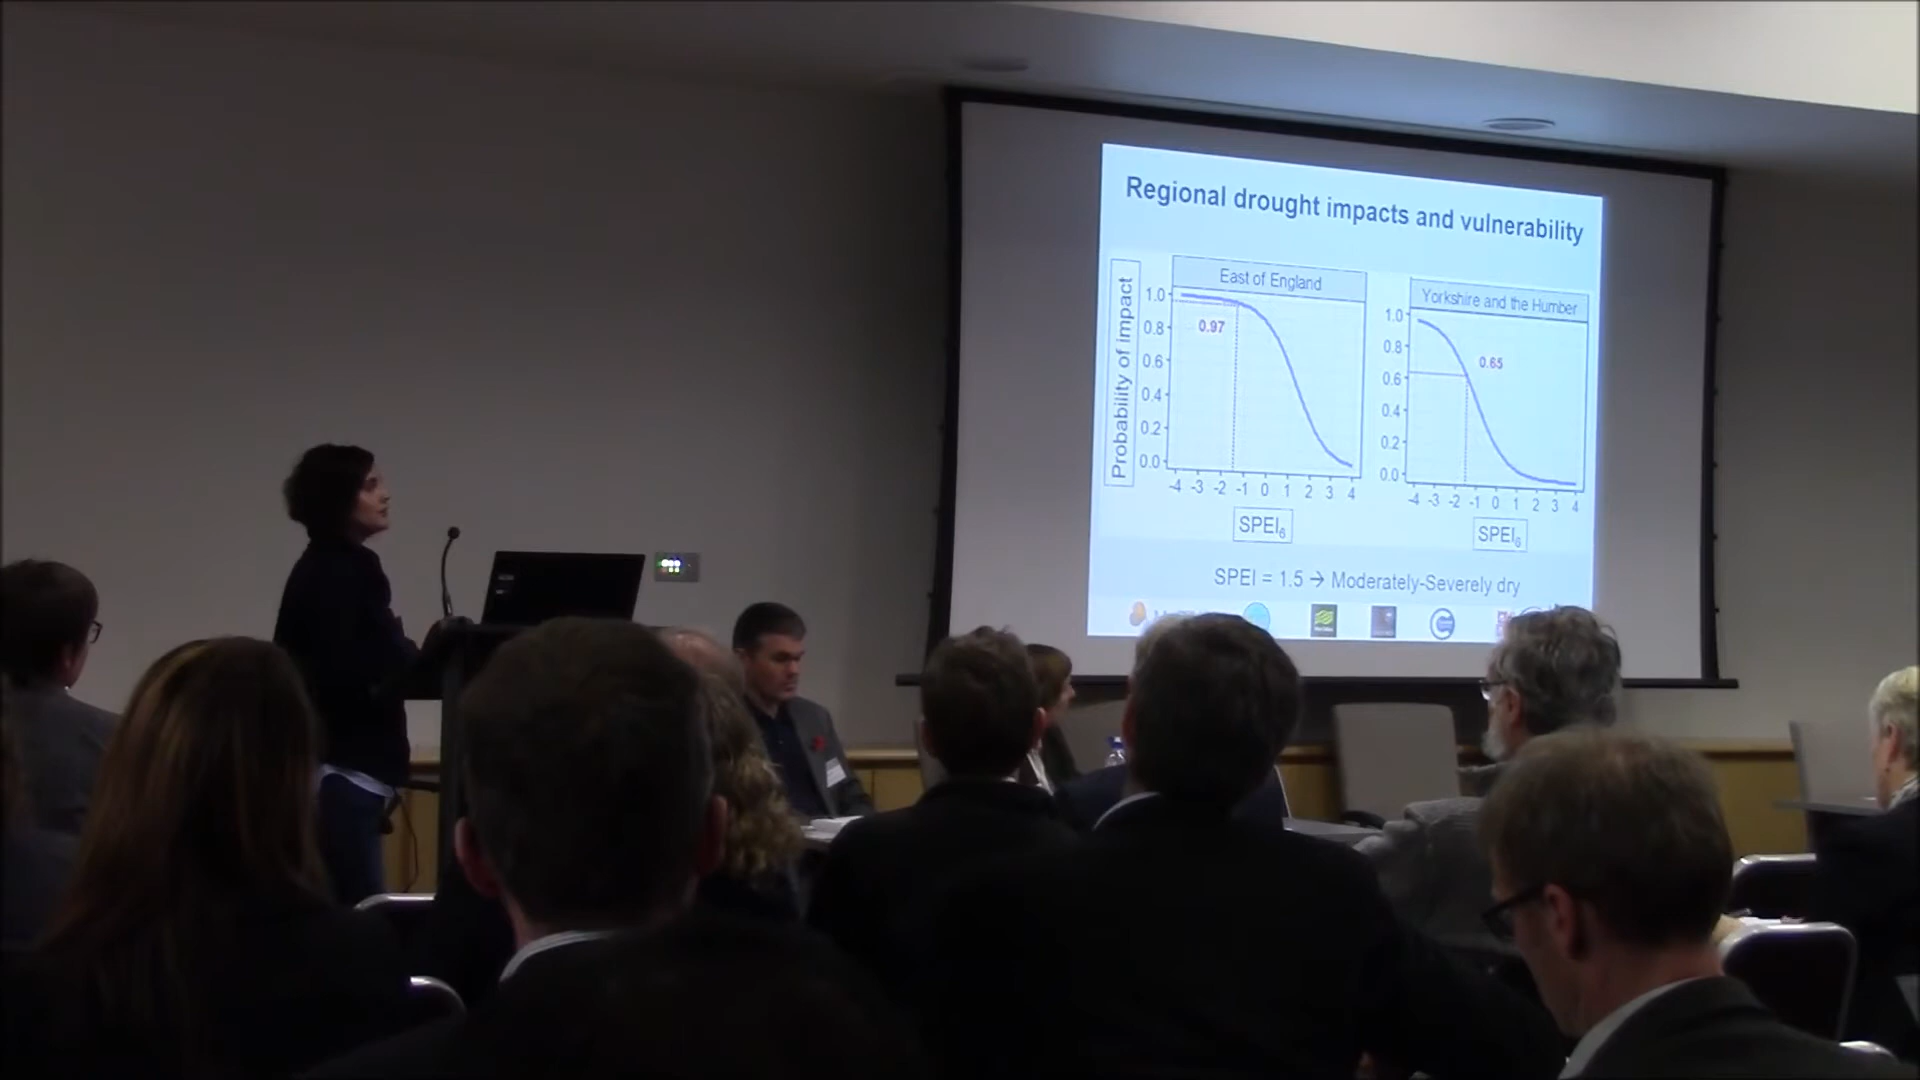 Regional drought impacts and vulnerability
Probability of impact
East of England
1.0
0.8
0.6
0.4
0.2
0.0
0.97
-4 -3 -2 -1 0 1 2 3 4
SPEI6
Yorkshire and the Humber
1.0
0.8
0.6
0.4
0.2
0.0
0.65
-4 -3 -2 -1 0 1 2 3 4
SPEI6
SPEI = 1.5 → Moderately-Severely dry